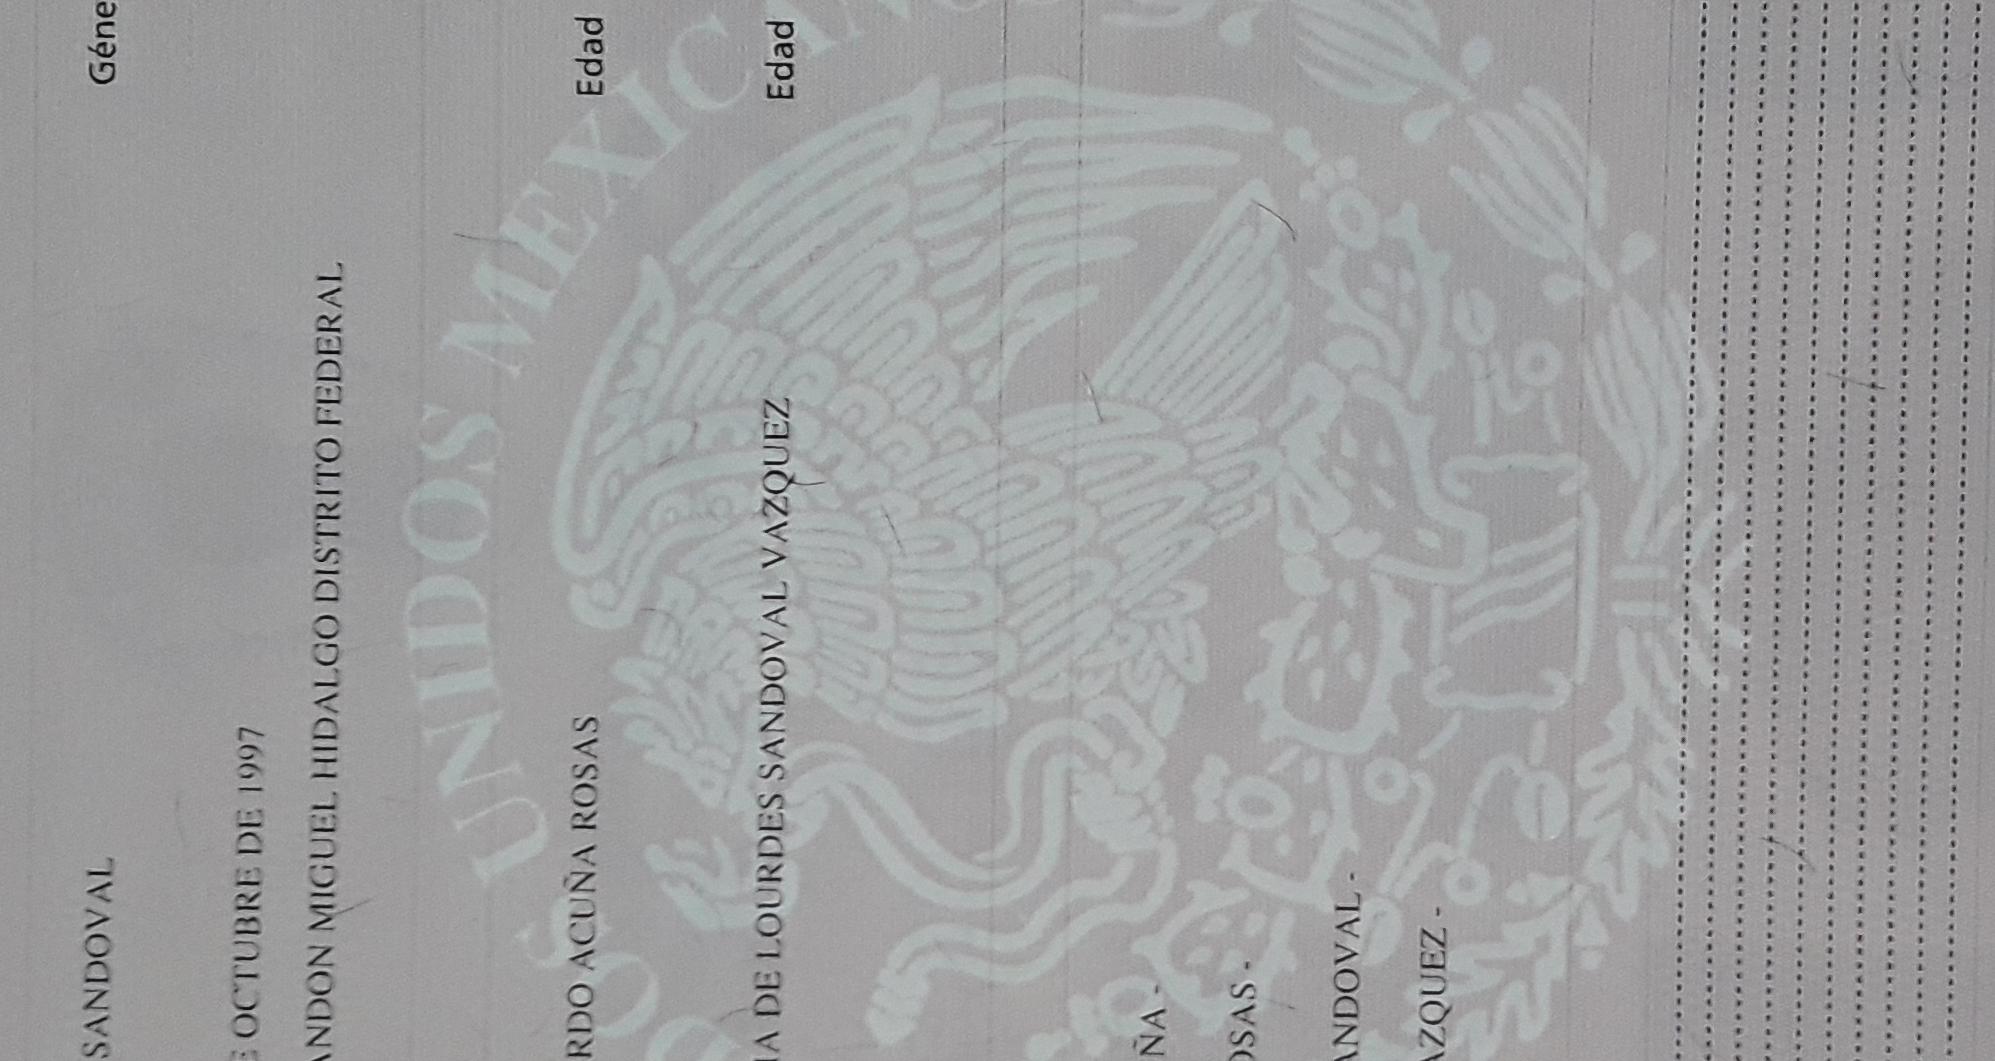 SANDOVAL Géne
E OCTUBRE DE 1997
ANDON MIGUEL HIDALGO DISTRITO FEDERAL
UNIDOS MEXICANOS
RDO ACUÑA ROSAS Edad
IA DE LOURDES SANDOVAL VAZQUEZ Edad
ÑA -
OSAS -
ANDOVAL -
AZQUEZ -